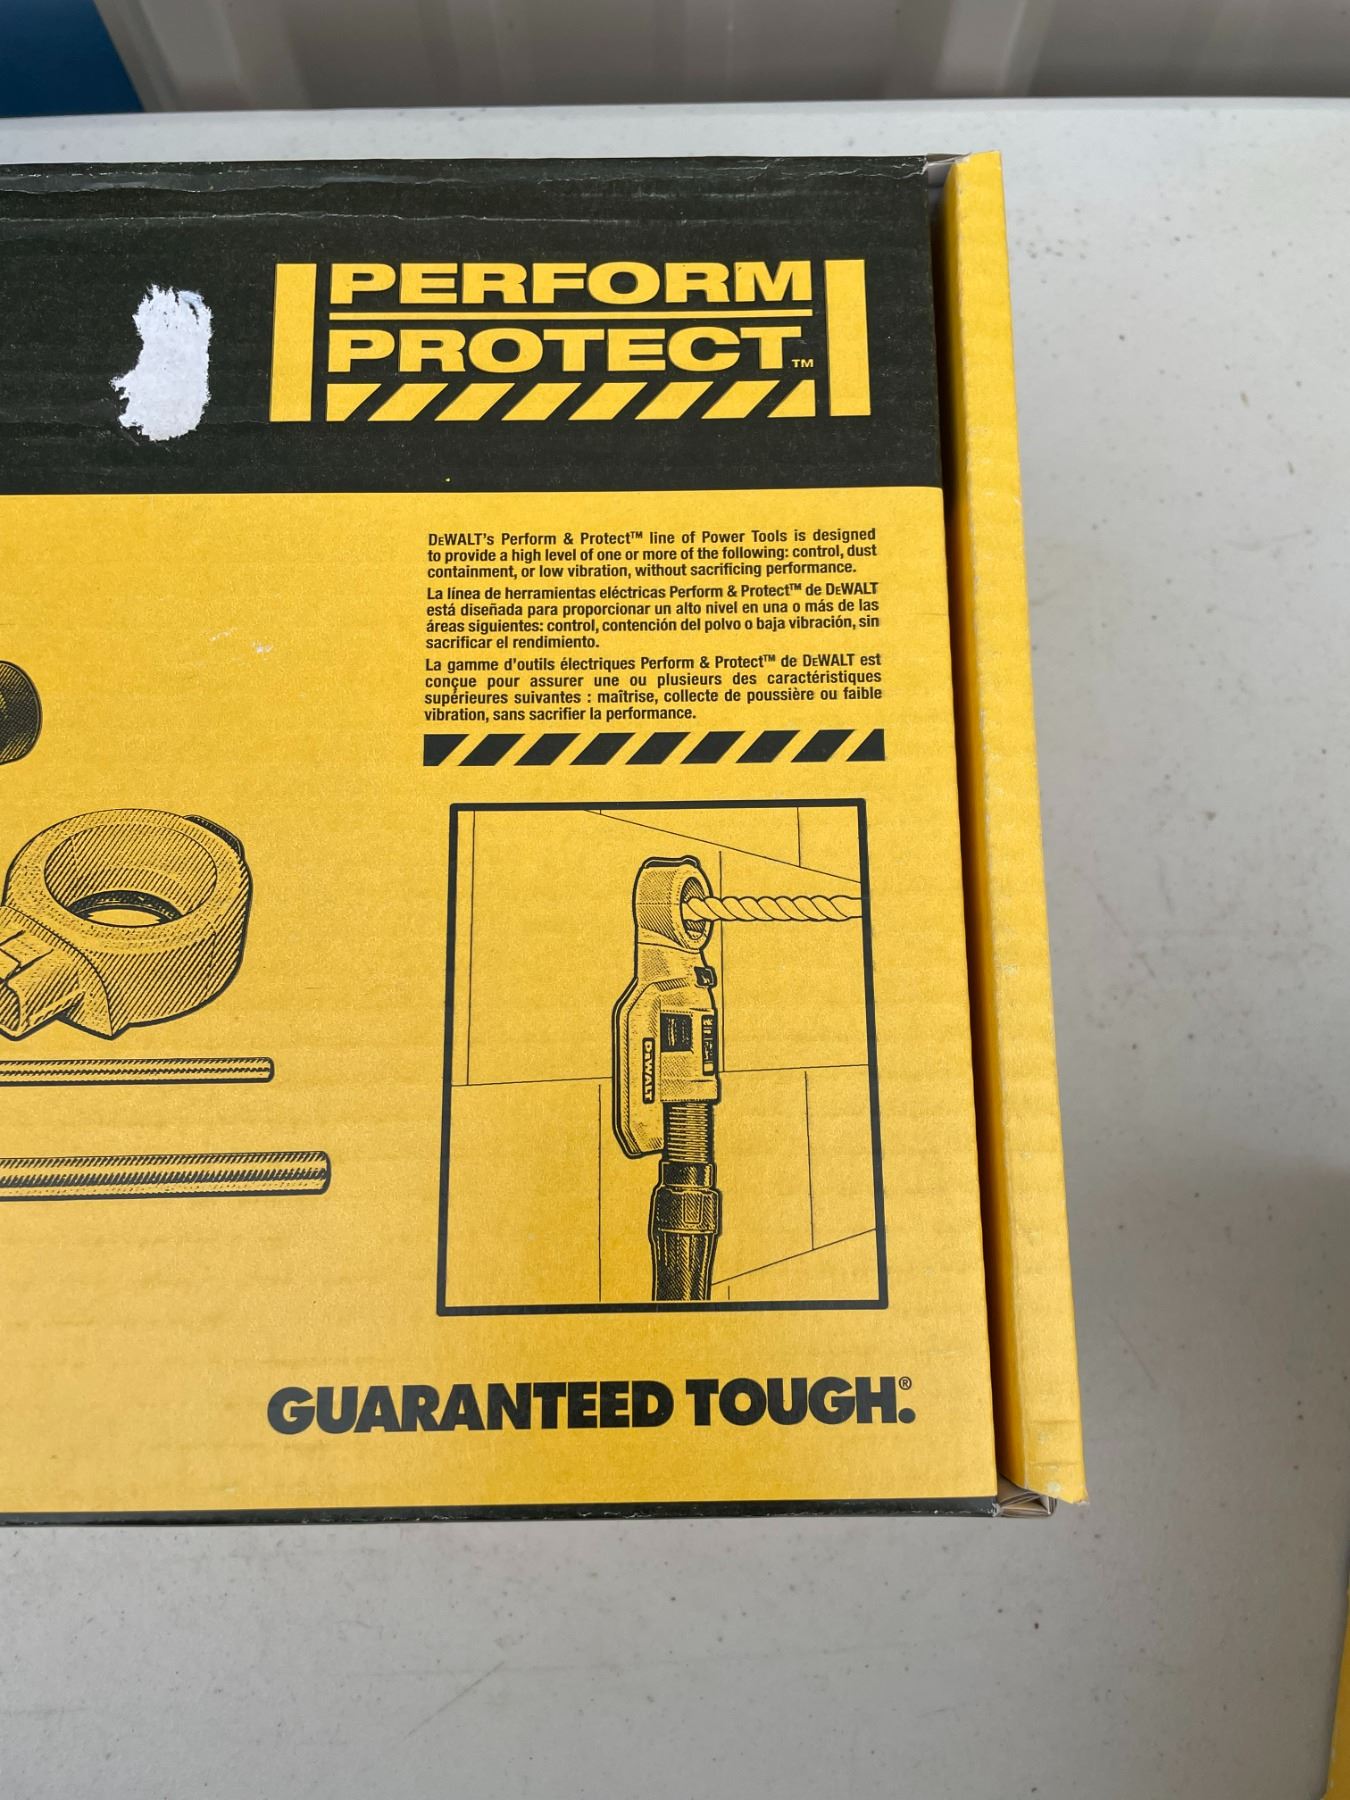 PERFORM
PROTECT™
DEWALT's Perform & Protect™ line of Power Tools is designed
to provide a high level of one or more of the following: control, dust
containment, or low vibration, without sacrificing performance.
La línea de herramientas eléctricas Perform & Protect™ de DEWALT
está diseñada para proporcionar un alto nivel en una o más de las
áreas siguientes: control, contención del polvo o baja vibración, sin
sacrificar el rendimiento.
La gamme d'outils électriques Perform & Protect™ de DEWALT est
conçue pour assurer une ou plusieurs des caractéristiques
supérieures suivantes : maîtrise, collecte de poussière ou faible
vibration, sans sacrifier la performance.
DEWALT
GUARANTEED TOUGH.®